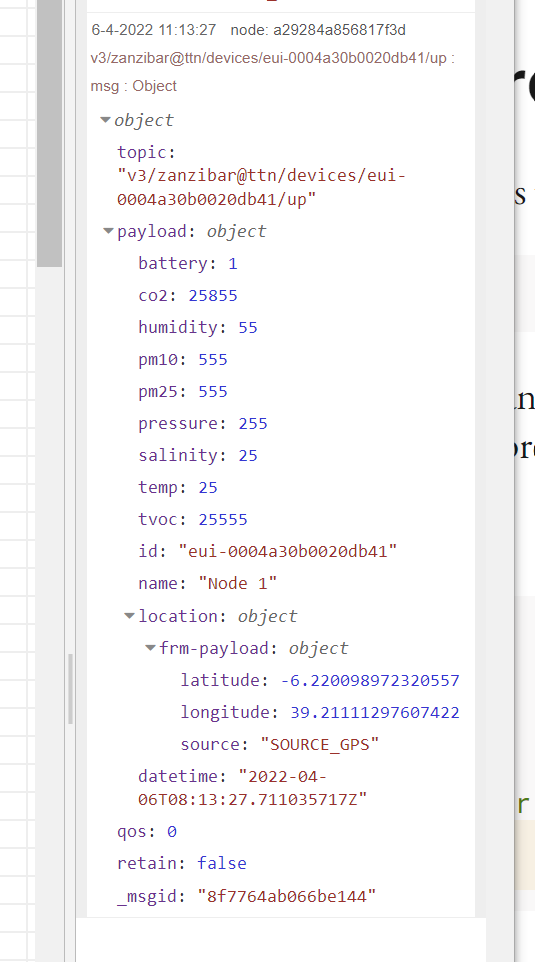 6-4-2022 11:13:27 node: a29284a856817f3d
v3/zanzibar@ttn/devices/eui-0004a30b0020db41/up :
msg : Object
object
topic:
"v3/zanzibar@ttn/devices/eui-
0004a30b0020db41/up"
payload: object
battery: 1
co2: 25855
humidity: 55
pm10: 555
pm25: 555
pressure: 255
salinity: 25
temp: 25
tvoc: 25555
id: "eui-0004a30b0020db41"
name: "Node 1"
location: object
frm-payload: object
latitude: -6.220098972320557
longitude: 39.21111297607422
source: "SOURCE_GPS"
datetime: "2022-04-
06T08:13:27.711035717Z"
qos: 0
retain: false
_msgid: "8f7764ab066be144"